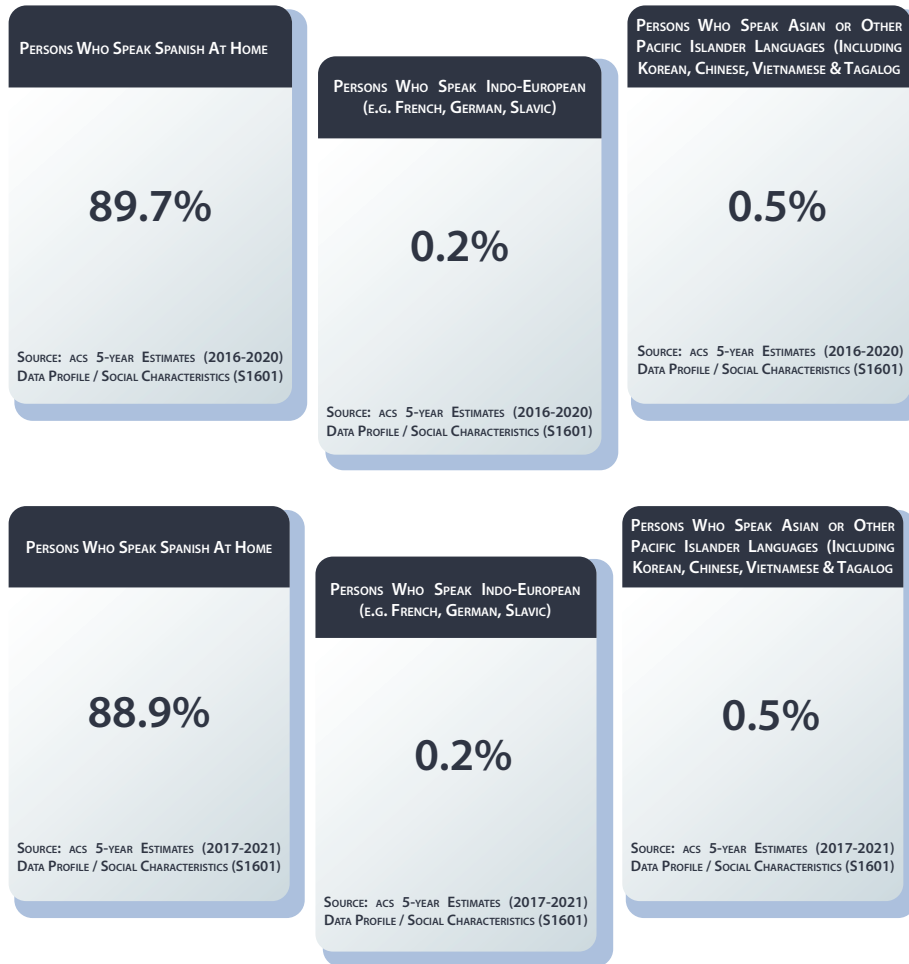 Persons Who Speak Spanish At Home
89.7%
Source: acs 5-year Estimates (2016-2020)
Data Profile / Social Characteristics (S1601)
Persons Who Speak Indo-European
(e.g. French, German, Slavic)
0.2%
Source: acs 5-year Estimates (2016-2020)
Data Profile / Social Characteristics (S1601)
Persons Who Speak Asian or Other
Pacific Islander Languages (Including
Korean, Chinese, Vietnamese & Tagalog
0.5%
Source: acs 5-year Estimates (2016-2020)
Data Profile / Social Characteristics (S1601)
Persons Who Speak Spanish At Home
88.9%
Source: acs 5-year Estimates (2017-2021)
Data Profile / Social Characteristics (S1601)
Persons Who Speak Indo-European
(e.g. French, German, Slavic)
0.2%
Source: acs 5-year Estimates (2017-2021)
Data Profile / Social Characteristics (S1601)
Persons Who Speak Asian or Other
Pacific Islander Languages (Including
Korean, Chinese, Vietnamese & Tagalog
0.5%
Source: acs 5-year Estimates (2017-2021)
Data Profile / Social Characteristics (S1601)